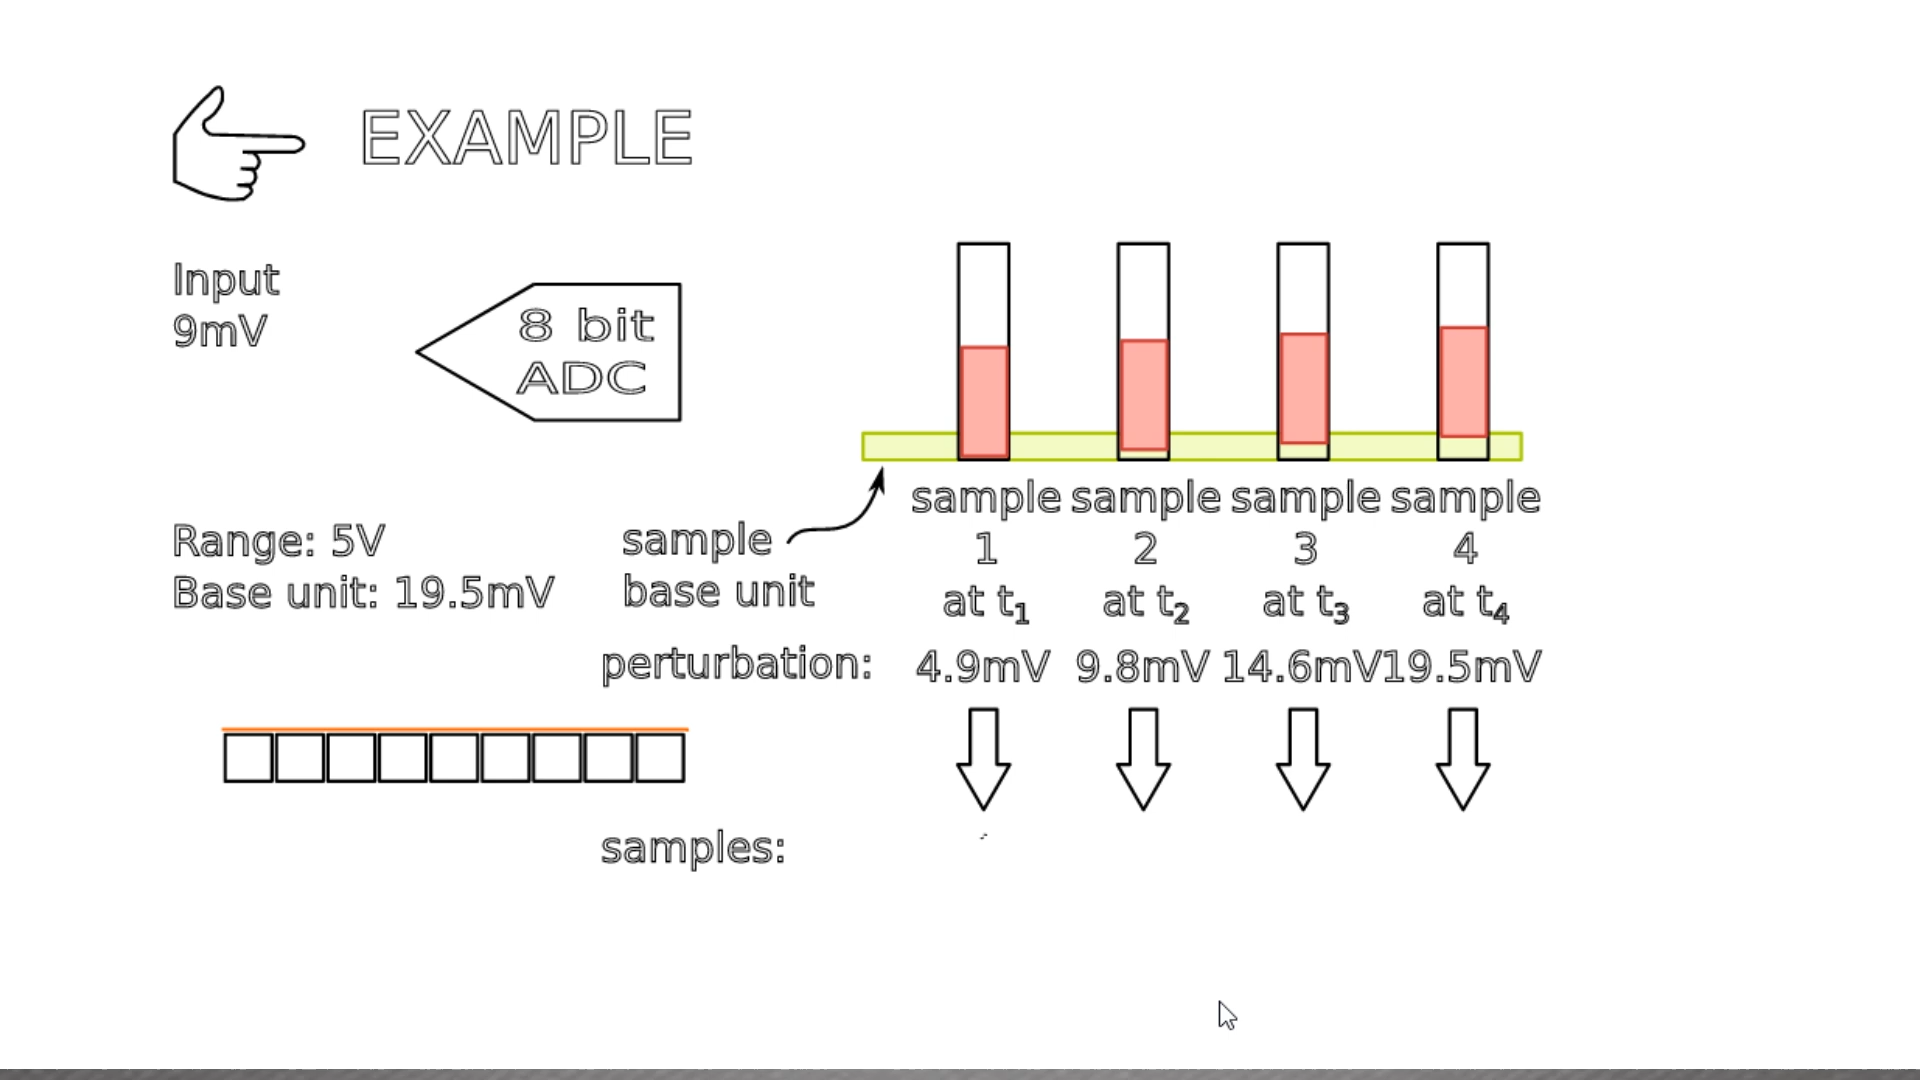 EXAMPLE
Input
9mV
8 bit
ADC
Range: 5V
Base unit: 19.5mV
sample
base unit
sample sample sample sample
1 2 3 4
at t₁ at t₂ at t₃ at t₄
perturbation: 4.9mV 9.8mV 14.6mV 19.5mV
samples: